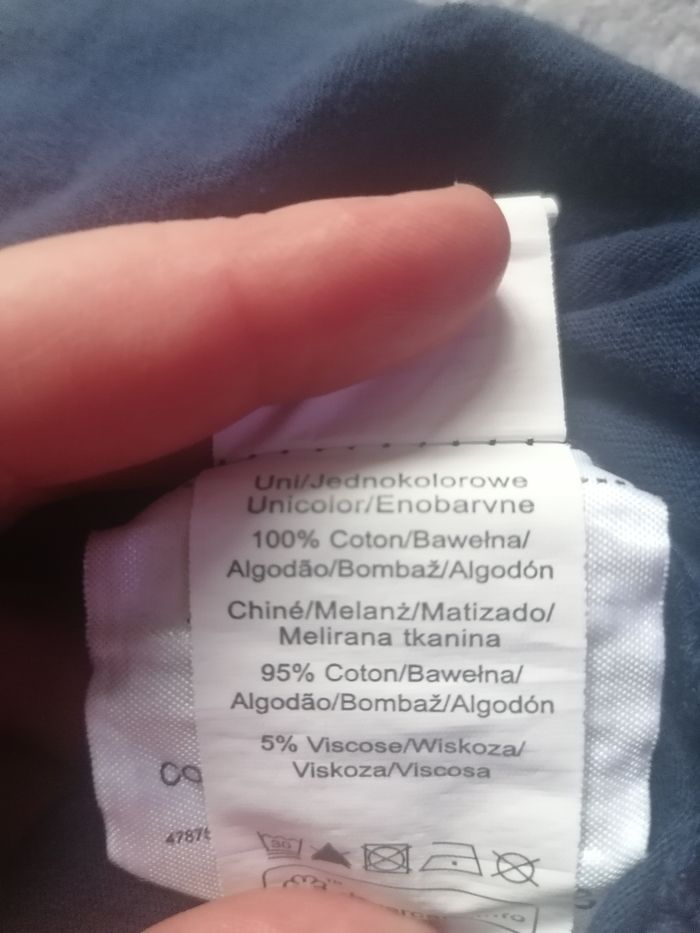 Uni/Jednokolorowe
Unicolor/Enobarvne
100% Coton/Bawełna/
Algodão/Bombaž/Algodón
Chiné/Melanż/Matizado/
Melirana tkanina
95% Coton/Bawełna/
Algodão/Bombaž/Algodón
5% Viscose/Wiskoza/
Viskoza/Viscosa
30